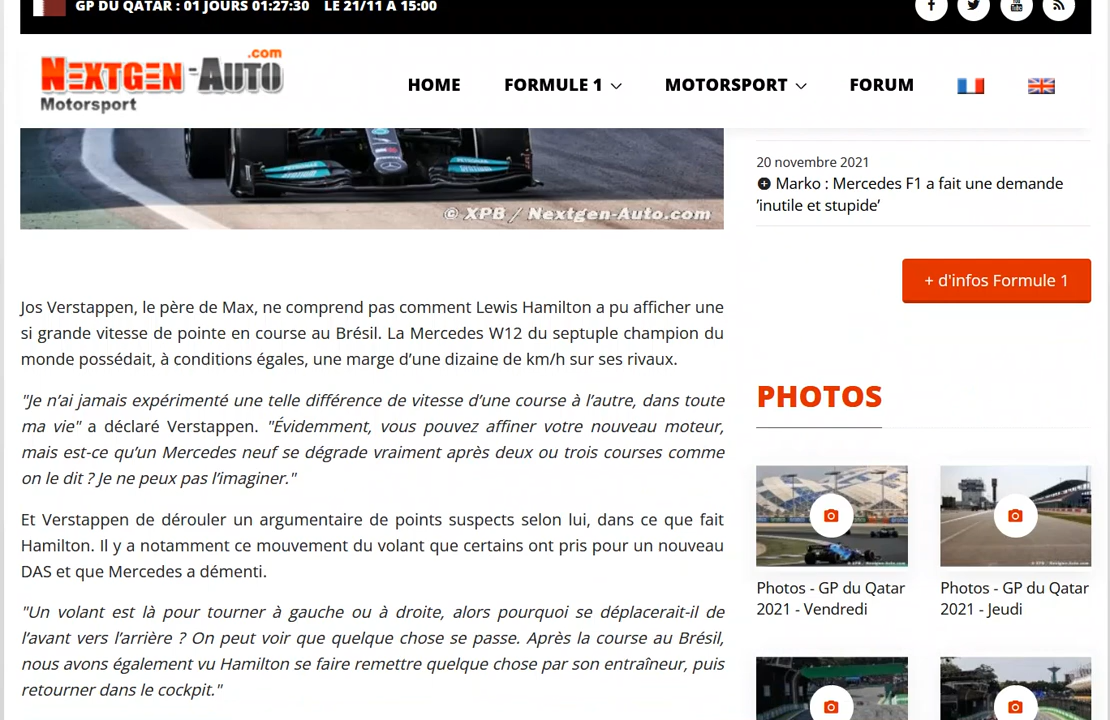 GP DU QATAR : 01 JOURS 01:27:30 LE 21/11 A 15:00
NEXTGEN-AUTO.com
Motorsport
HOME FORMULE 1 MOTORSPORT FORUM
© XPB / Nextgen-Auto.com
Jos Verstappen, le père de Max, ne comprend pas comment Lewis Hamilton a pu afficher une
si grande vitesse de pointe en course au Brésil. La Mercedes W12 du septuple champion du
monde possédait, à conditions égales, une marge d’une dizaine de km/h sur ses rivaux.
"Je n’ai jamais expérimenté une telle différence de vitesse d’une course à l’autre, dans toute
ma vie" a déclaré Verstappen. "Évidemment, vous pouvez affiner votre nouveau moteur,
mais est-ce qu’un Mercedes neuf se dégrade vraiment après deux ou trois courses comme
on le dit ? Je ne peux pas l’imaginer."
Et Verstappen de dérouler un argumentaire de points suspects selon lui, dans ce que fait
Hamilton. Il y a notamment ce mouvement du volant que certains ont pris pour un nouveau
DAS et que Mercedes a démenti.
"Un volant est là pour tourner à gauche ou à droite, alors pourquoi se déplacerait-il de
l’avant vers l’arrière ? On peut voir que quelque chose se passe. Après la course au Brésil,
nous avons également vu Hamilton se faire remettre quelque chose par son entraîneur, puis
retourner dans le cockpit."
20 novembre 2021
Marko : Mercedes F1 a fait une demande
’inutile et stupide’
+ d'infos Formule 1
PHOTOS
Photos - GP du Qatar
2021 - Vendredi
Photos - GP du Qatar
2021 - Jeudi